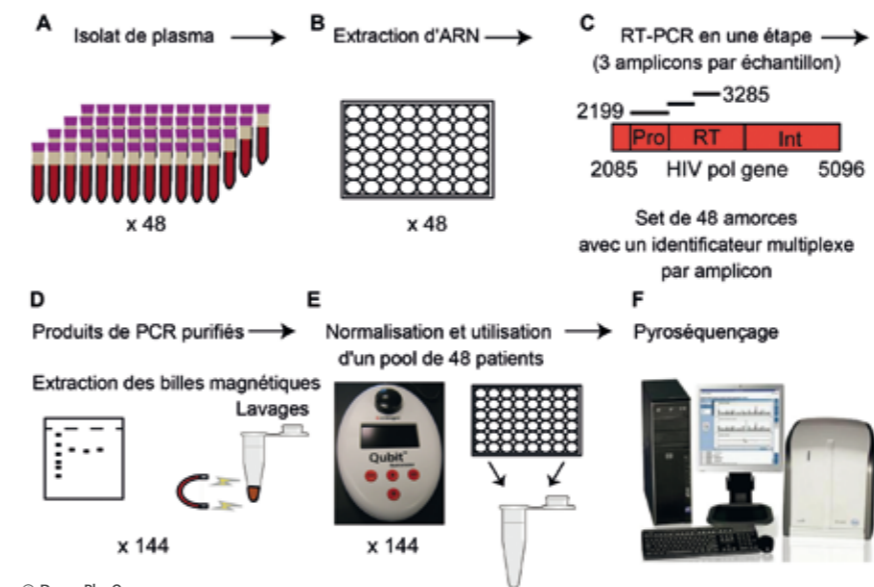 A
Isolat de plasma
x 48
B
Extraction d'ARN
x 48
C
RT-PCR en une étape
(3 amplicons par échantillon)
2199
3285
Pro
RT
Int
2085
HIV pol gene
5096
Set de 48 amorces
avec un identificateur multiplexe
par amplicon
D
Produits de PCR purifiés
Extraction des billes magnétiques
Lavages
x 144
E
Normalisation et utilisation
d'un pool de 48 patients
Qubit
x 144
F
Pyroséquençage